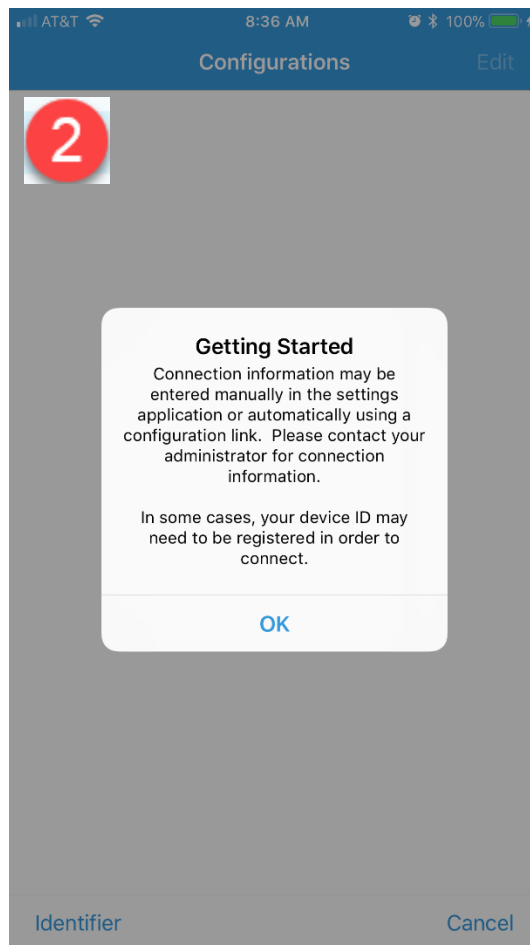 AT&T 8:36 AM 100%
Configurations Edit
2
Getting Started
Connection information may be
entered manually in the settings
application or automatically using a
configuration link.  Please contact your
administrator for connection
information.
In some cases, your device ID may
need to be registered in order to
connect.
OK
Identifier Cancel